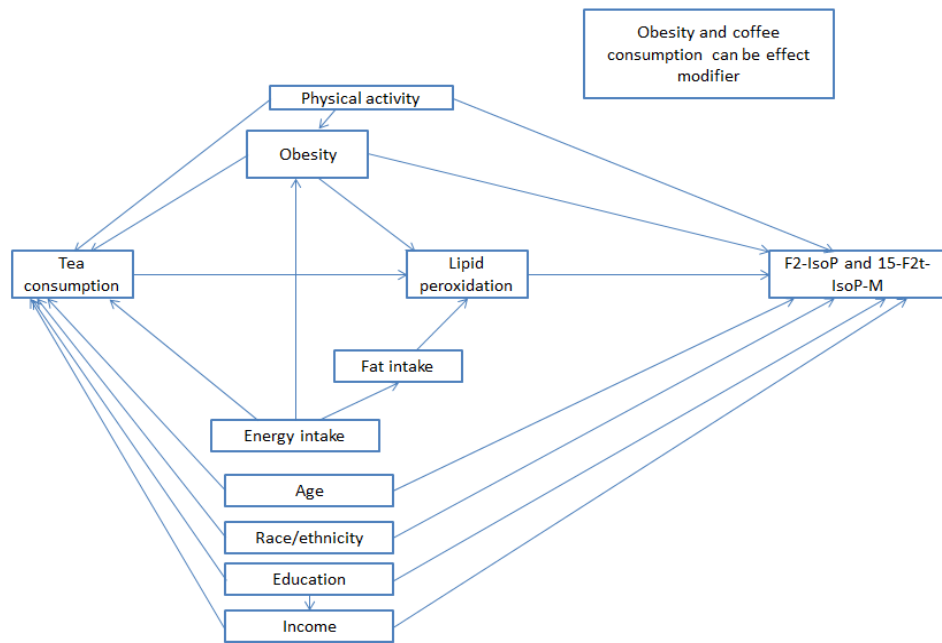 Obesity and coffee
consumption can be effect
modifier
Physical activity
Obesity
Tea
consumption
Lipid
peroxidation
F2-IsoP and 15-F2t-
IsoP-M
Fat intake
Energy intake
Age
Race/ethnicity
Education
Income